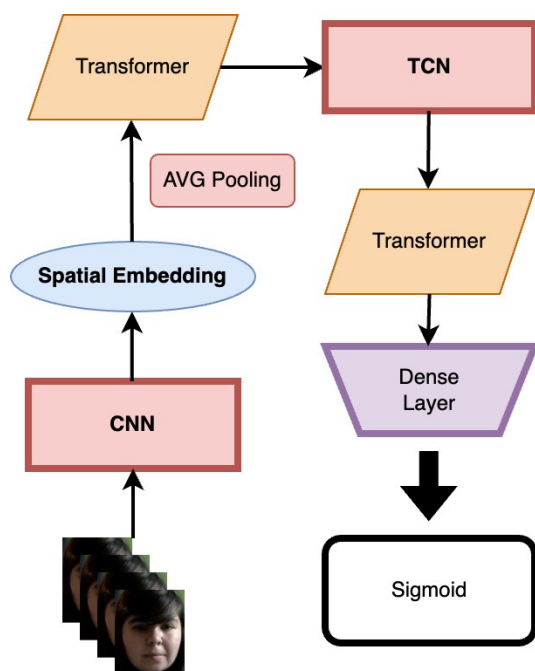 Transformer
TCN
AVG Pooling
Transformer
Spatial Embedding
Dense
Layer
CNN
Sigmoid